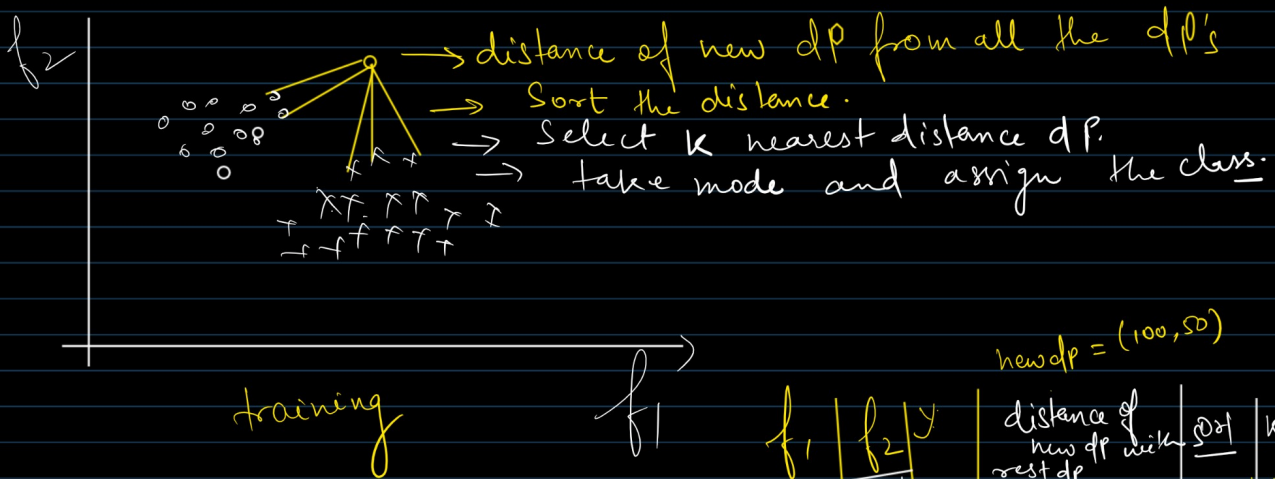 f2
→ distance of new dp from all the dp's
→ Sort the distance.
→ Select K nearest distance dp.
→ take mode and assign the class.
f1
training
new dp = (100, 50)
f1 | f2 | y | distance of new dp with rest dp | sort | K